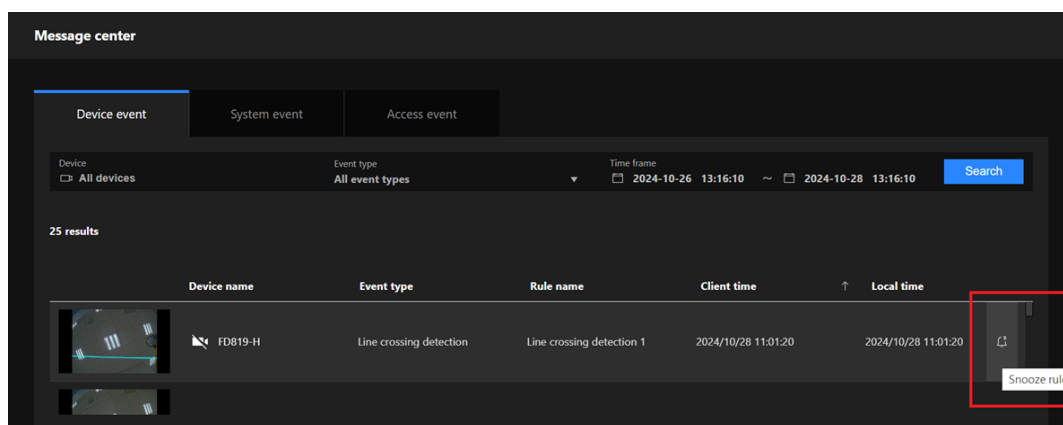 Message center
Device event System event Access event
Device Event type Time frame
All devices All event types 2024-10-26 13:16:10 ~ 2024-10-28 13:16:10 Search
25 results
Device name Event type Rule name Client time ↑ Local time
FD819-H Line crossing detection Line crossing detection 1 2024/10/28 11:01:20 2024/10/28 11:01:20
Snooze rule